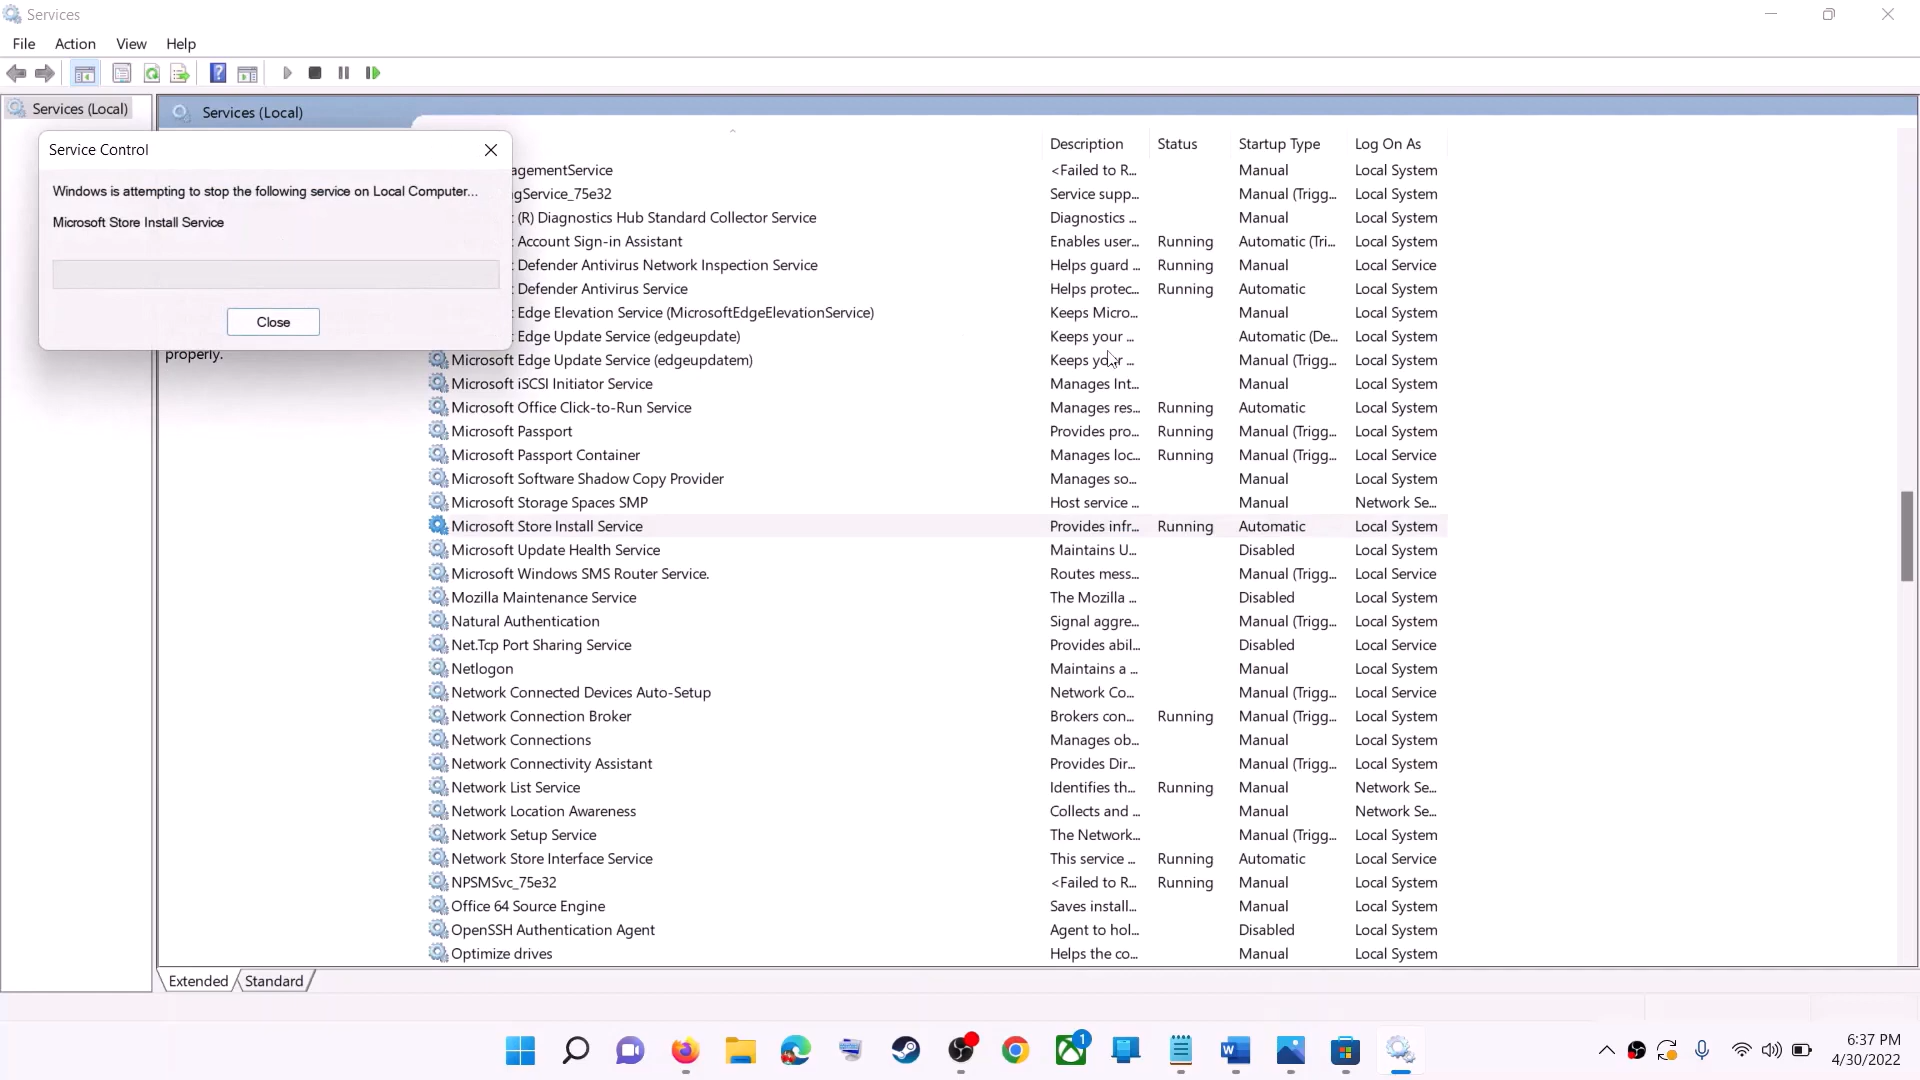 Services
File Action View Help
Services (Local)
Services (Local)
Service Control
Windows is attempting to stop the following service on Local Computer...
Microsoft Store Install Service
Close
properly.
Description Status Startup Type Log On As
agementService <Failed to R... Manual Local System
gService_75e32 Service supp... Manual (Trigg... Local System
(R) Diagnostics Hub Standard Collector Service Diagnostics ... Manual Local System
Account Sign-in Assistant Enables user... Running Automatic (Tri... Local System
Defender Antivirus Network Inspection Service Helps guard ... Running Manual Local Service
Defender Antivirus Service Helps protec... Running Automatic Local System
Edge Elevation Service (MicrosoftEdgeElevationService) Keeps Micro... Manual Local System
Edge Update Service (edgeupdate) Keeps your ... Automatic (De... Local System
Microsoft Edge Update Service (edgeupdatem) Keeps your ... Manual (Trigg... Local System
Microsoft iSCSI Initiator Service Manages Int... Manual Local System
Microsoft Office Click-to-Run Service Manages res... Running Automatic Local System
Microsoft Passport Provides pro... Running Manual (Trigg... Local System
Microsoft Passport Container Manages loc... Running Manual (Trigg... Local Service
Microsoft Software Shadow Copy Provider Manages so... Manual Local System
Microsoft Storage Spaces SMP Host service ... Manual Network Se...
Microsoft Store Install Service Provides infr... Running Automatic Local System
Microsoft Update Health Service Maintains U... Disabled Local System
Microsoft Windows SMS Router Service. Routes mess... Manual (Trigg... Local Service
Mozilla Maintenance Service The Mozilla ... Disabled Local System
Natural Authentication Signal aggre... Manual (Trigg... Local System
Net.Tcp Port Sharing Service Provides abil... Disabled Local Service
Netlogon Maintains a ... Manual Local System
Network Connected Devices Auto-Setup Network Co... Manual (Trigg... Local Service
Network Connection Broker Brokers con... Running Manual (Trigg... Local System
Network Connections Manages ob... Manual Local System
Network Connectivity Assistant Provides Dir... Manual (Trigg... Local System
Network List Service Identifies th... Running Manual Network Se...
Network Location Awareness Collects and ... Manual Network Se...
Network Setup Service The Network... Manual (Trigg... Local System
Network Store Interface Service This service ... Running Automatic Local Service
NPSMSvc_75e32 <Failed to R... Running Manual Local System
Office 64 Source Engine Saves install... Manual Local System
OpenSSH Authentication Agent Agent to hol... Disabled Local System
Optimize drives Helps the co... Manual Local System
Extended Standard
1
6:37 PM
4/30/2022